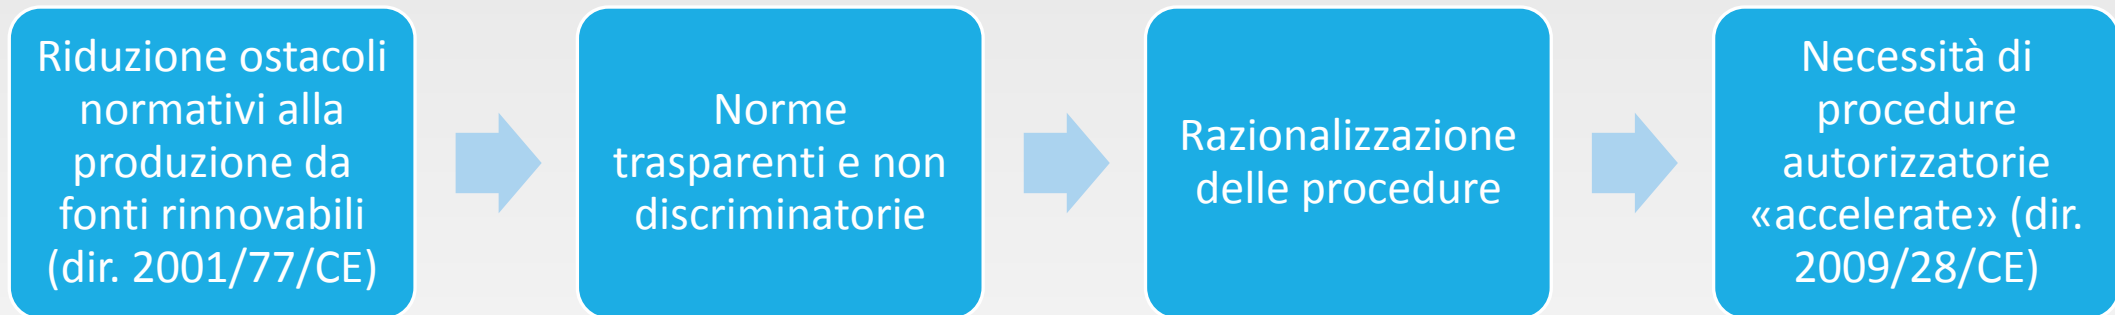 Riduzione ostacoli
normativi alla
produzione da
fonti rinnovabili
(dir. 2001/77/CE)
Norme
trasparenti e non
discriminatorie
Razionalizzazione
delle procedure
Necessità di
procedure
autorizzatorie
«accelerate» (dir.
2009/28/CE)